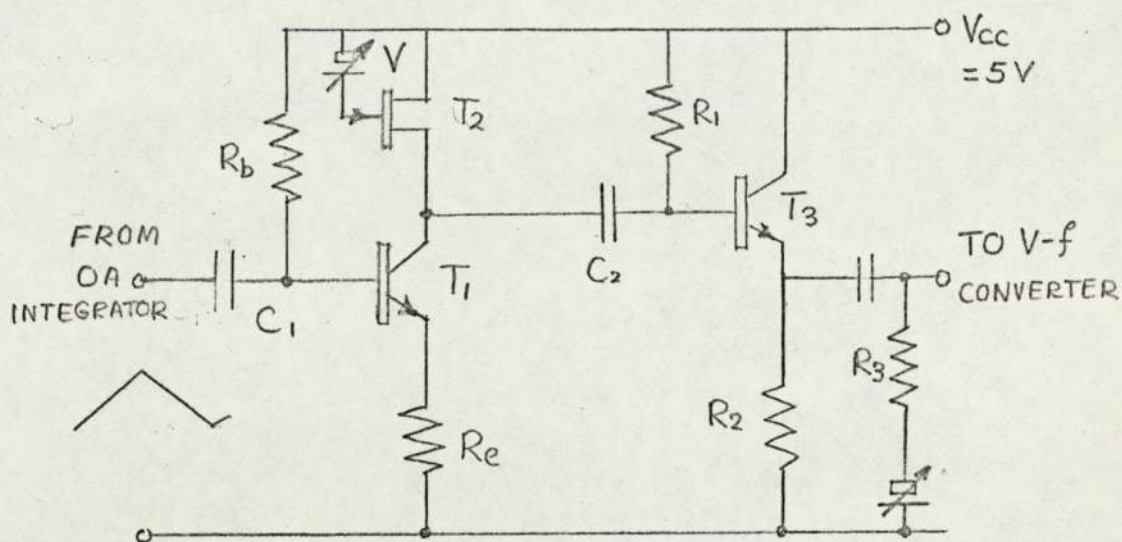 V
VCC
= 5V
T2
R1
Rb
T3
FROM
OA
INTEGRATOR
C1
T1
C2
TO V-f
CONVERTER
R3
R2
Re